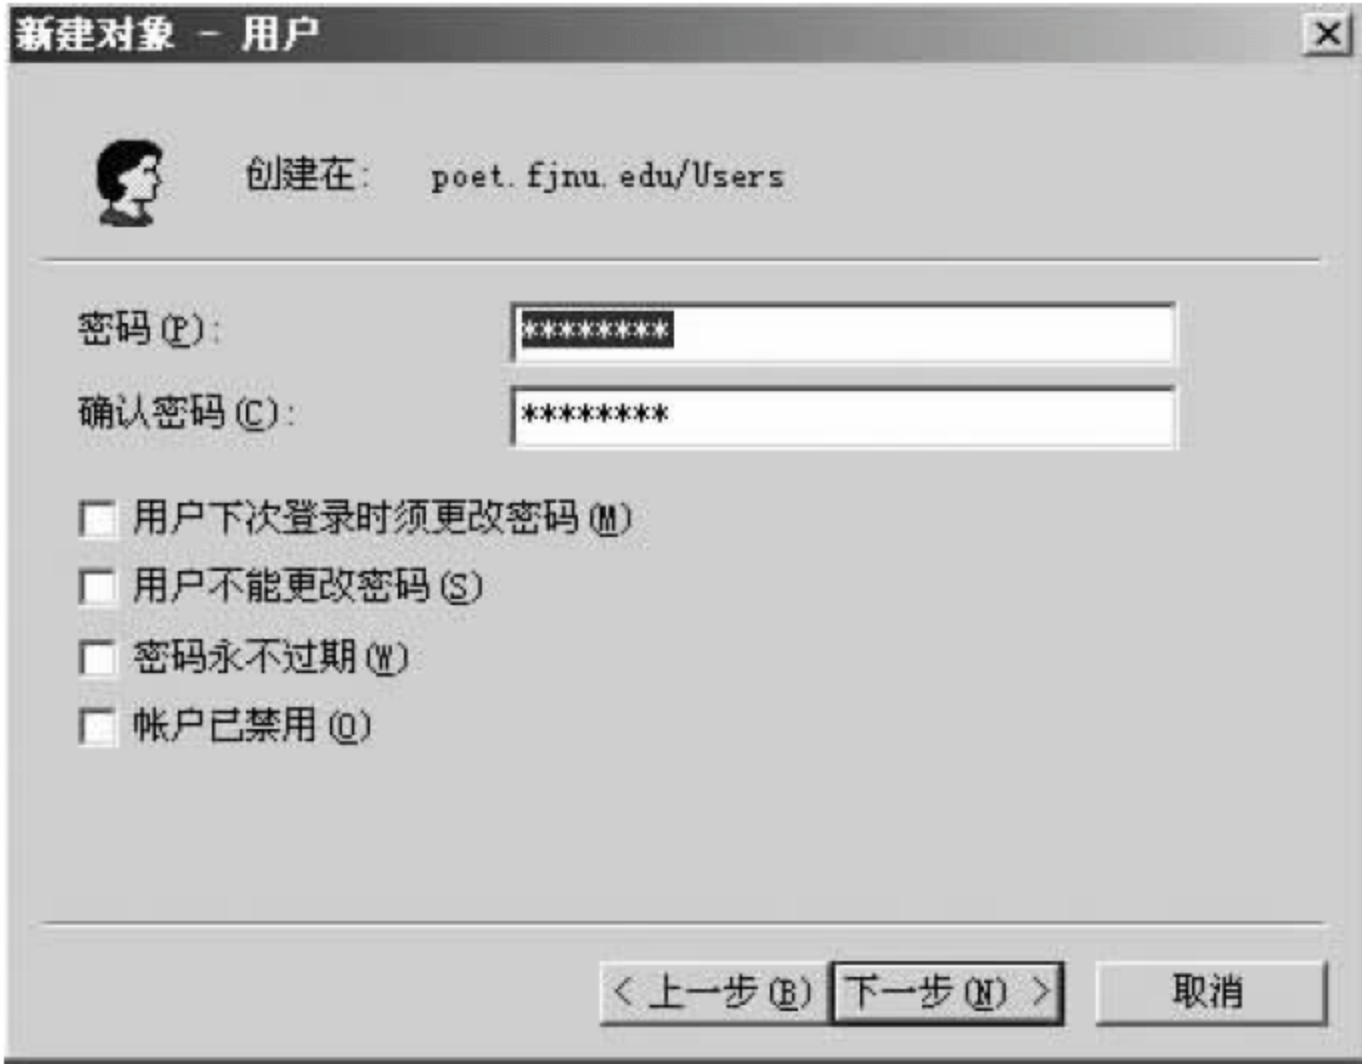 新建对象 - 用户
创建在: poet.fjnu.edu/Users
密码(P): ********
确认密码(C): ********
用户下次登录时须更改密码(M)
用户不能更改密码(S)
密码永不过期(W)
帐户已禁用(O)
< 上一步(B) 下一步(N) > 取消